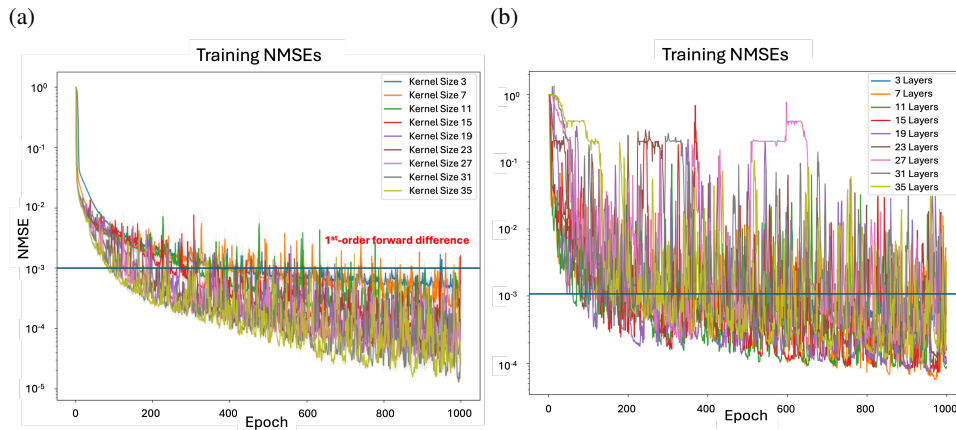 (a)
Training NMSEs
10⁰
10⁻¹
10⁻²
10⁻³
10⁻⁴
10⁻⁵
NMSE
Kernel Size 3
Kernel Size 7
Kernel Size 11
Kernel Size 15
Kernel Size 19
Kernel Size 23
Kernel Size 27
Kernel Size 31
Kernel Size 35
1st-order forward difference
0 200 400 600 800 1000
Epoch
(b)
Training NMSEs
10⁰
10⁻¹
10⁻²
10⁻³
10⁻⁴
3 Layers
7 Layers
11 Layers
15 Layers
19 Layers
23 Layers
27 Layers
31 Layers
35 Layers
0 200 400 600 800 1000
Epoch